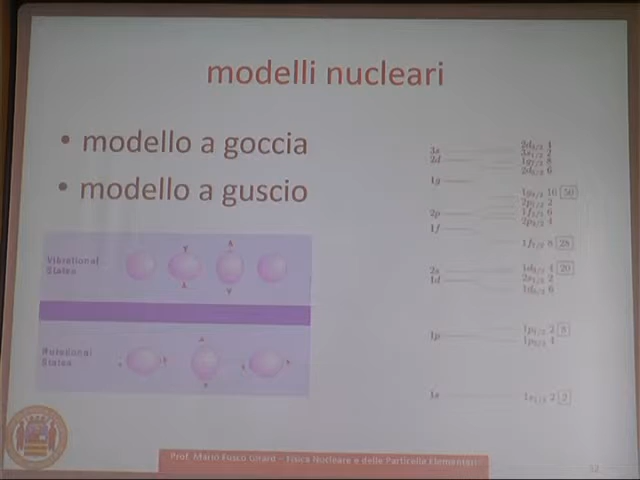 modelli nucleari
• modello a goccia
• modello a guscio
Vibrational
States
Rotational
States
3s
2d
1g
2p
1f
2s
1d
1p
1s
2d3/2 4
3s1/2 2
1g7/2 8
2d5/2 6
1g9/2 10 50
2p1/2 2
1f5/2 6
2p3/2 4
1f7/2 8 28
1d3/2 4 20
2s1/2 2
1d5/2 6
1p1/2 2 8
1p3/2 4
1s1/2 2 2
Prof. Mario Fusco Girard – Fisica Nucleare e delle Particelle Elementari